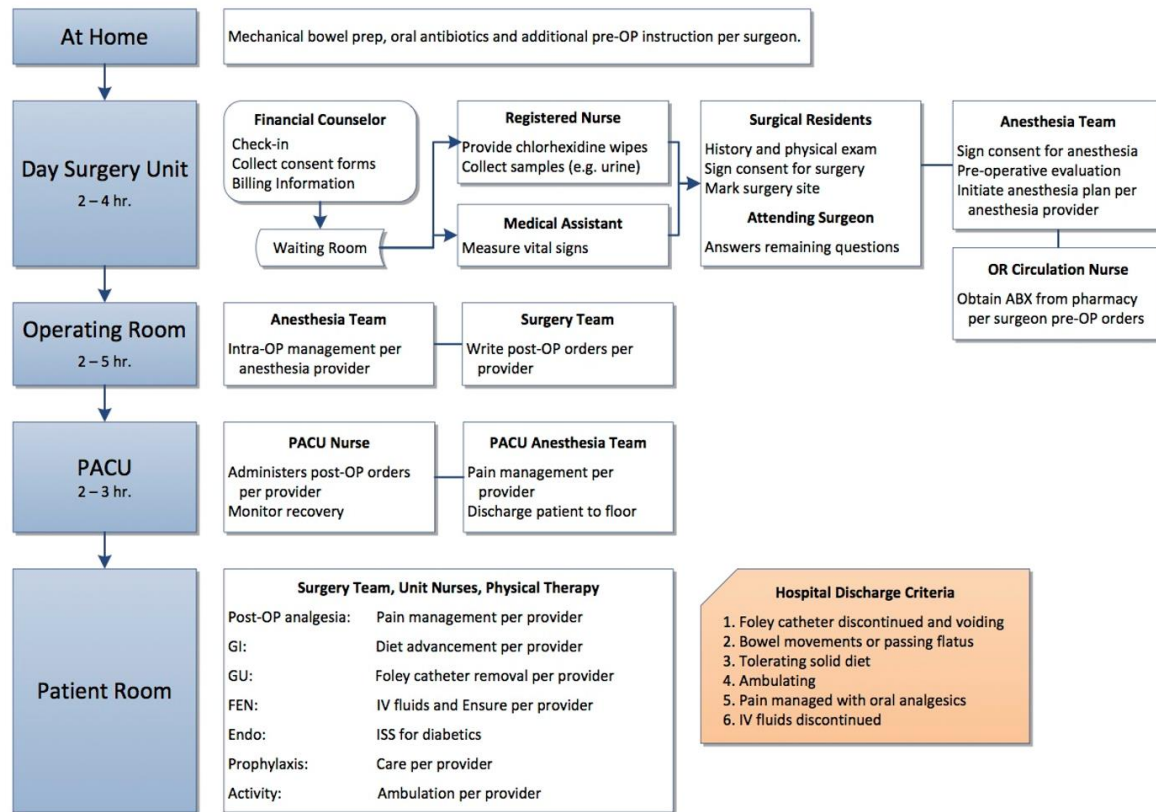 At Home
Mechanical bowel prep, oral antibiotics and additional pre-OP instruction per surgeon.
Day Surgery Unit
2 – 4 hr.
Financial Counselor
Check-in
Collect consent forms
Billing Information
Waiting Room
Registered Nurse
Provide chlorhexidine wipes
Collect samples (e.g. urine)
Medical Assistant
Measure vital signs
Surgical Residents
History and physical exam
Sign consent for surgery
Mark surgery site
Attending Surgeon
Answers remaining questions
Anesthesia Team
Sign consent for anesthesia
Pre-operative evaluation
Initiate anesthesia plan per
anesthesia provider
OR Circulation Nurse
Obtain ABX from pharmacy
per surgeon pre-OP orders
Operating Room
2 – 5 hr.
Anesthesia Team
Intra-OP management per
anesthesia provider
Surgery Team
Write post-OP orders per
provider
PACU
2 – 3 hr.
PACU Nurse
Administers post-OP orders
per provider
Monitor recovery
PACU Anesthesia Team
Pain management per
provider
Discharge patient to floor
Patient Room
Surgery Team, Unit Nurses, Physical Therapy
Post-OP analgesia: Pain management per provider
GI: Diet advancement per provider
GU: Foley catheter removal per provider
FEN: IV fluids and Ensure per provider
Endo: ISS for diabetics
Prophylaxis: Care per provider
Activity: Ambulation per provider
Hospital Discharge Criteria
1. Foley catheter discontinued and voiding
2. Bowel movements or passing flatus
3. Tolerating solid diet
4. Ambulating
5. Pain managed with oral analgesics
6. IV fluids discontinued